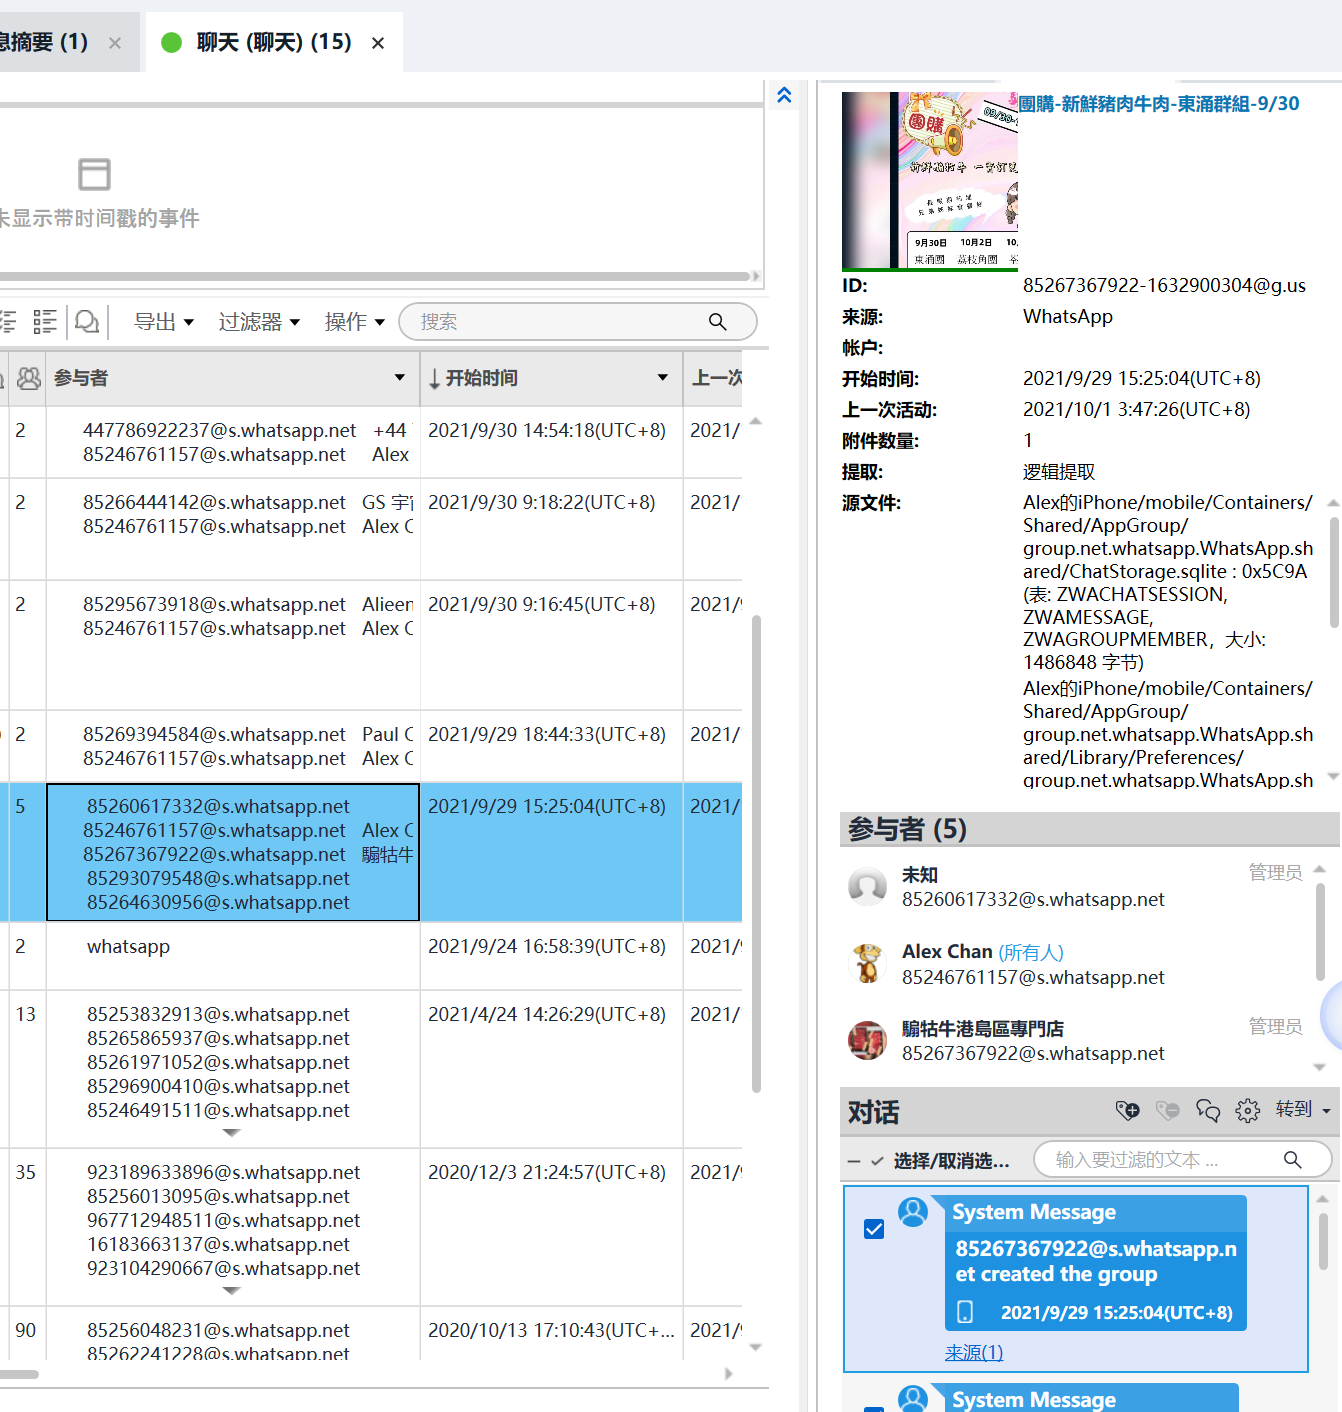 息摘要 (1)
聊天 (聊天) (15)
未显示带时间戳的事件
导出
过滤器
操作
搜索
参与者
开始时间
上一次
2
447786922237@s.whatsapp.net +44
85246761157@s.whatsapp.net Alex
2021/9/30 14:54:18(UTC+8)
2021/
2
85266444142@s.whatsapp.net GS 宇宙
85246761157@s.whatsapp.net Alex C
2021/9/30 9:18:22(UTC+8)
2021/
2
85295673918@s.whatsapp.net Alieen
85246761157@s.whatsapp.net Alex C
2021/9/30 9:16:45(UTC+8)
2021/
2
85269394584@s.whatsapp.net Paul C
85246761157@s.whatsapp.net Alex C
2021/9/29 18:44:33(UTC+8)
2021/
5
85260617332@s.whatsapp.net
85246761157@s.whatsapp.net Alex C
85267367922@s.whatsapp.net 騸牯牛
85293079548@s.whatsapp.net
85264630956@s.whatsapp.net
2021/9/29 15:25:04(UTC+8)
2021/
2
whatsapp
2021/9/24 16:58:39(UTC+8)
2021/
13
85253832913@s.whatsapp.net
85265865937@s.whatsapp.net
85261971052@s.whatsapp.net
85296900410@s.whatsapp.net
85246491511@s.whatsapp.net
2021/4/24 14:26:29(UTC+8)
2021/
35
923189633896@s.whatsapp.net
85256013095@s.whatsapp.net
967712948511@s.whatsapp.net
16183663137@s.whatsapp.net
923104290667@s.whatsapp.net
2020/12/3 21:24:57(UTC+8)
2021/
90
85256048231@s.whatsapp.net
85262241228@s.whatsapp.net
2020/10/13 17:10:43(UTC+...
2021/
團購
09/30-
9月30日 10月2日 10
東涌團 荔枝角團
團購-新鮮豬肉牛肉-東涌群組-9/30
ID: 85267367922-1632900304@g.us
来源: WhatsApp
帐户:
开始时间: 2021/9/29 15:25:04(UTC+8)
上一次活动: 2021/10/1 3:47:26(UTC+8)
附件数量: 1
提取: 逻辑提取
源文件: Alex的iPhone/mobile/Containers/
Shared/AppGroup/
group.net.whatsapp.WhatsApp.sh
ared/ChatStorage.sqlite : 0x5C9A
(表: ZWACHATSESSION,
ZWAMESSAGE,
ZWAGROUPMEMBER，大小:
1486848 字节)
Alex的iPhone/mobile/Containers/
Shared/AppGroup/
group.net.whatsapp.WhatsApp.sh
ared/Library/Preferences/
group.net.whatsapp.WhatsApp.sh
参与者 (5)
未知
管理员
85260617332@s.whatsapp.net
Alex Chan (所有人)
85246761157@s.whatsapp.net
騸牯牛港島區專門店
管理员
85267367922@s.whatsapp.net
对话
转到
选择/取消选...
输入要过滤的文本 ...
System Message
85267367922@s.whatsapp.n
et created the group
2021/9/29 15:25:04(UTC+8)
来源(1)
System Message